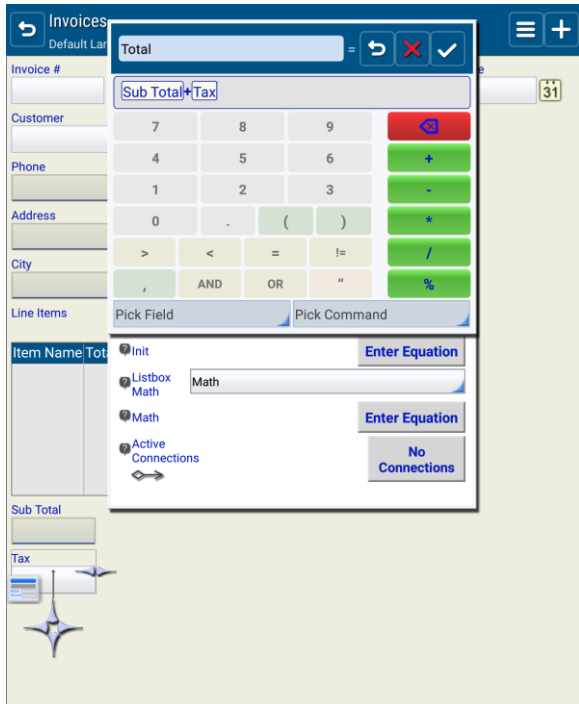 Invoices
Default Lar
Total =
Sub Total+Tax
Invoice #
e
31
Customer
Phone
Address
City
Line Items
7 8 9
4 5 6 +
1 2 3 -
0 . ( ) *
> < = != /
, AND OR " %
Pick Field Pick Command
Item Name Tot
Init Enter Equation
Listbox
Math
Math
Math Enter Equation
Active
Connections
No
Connections
Sub Total
Tax